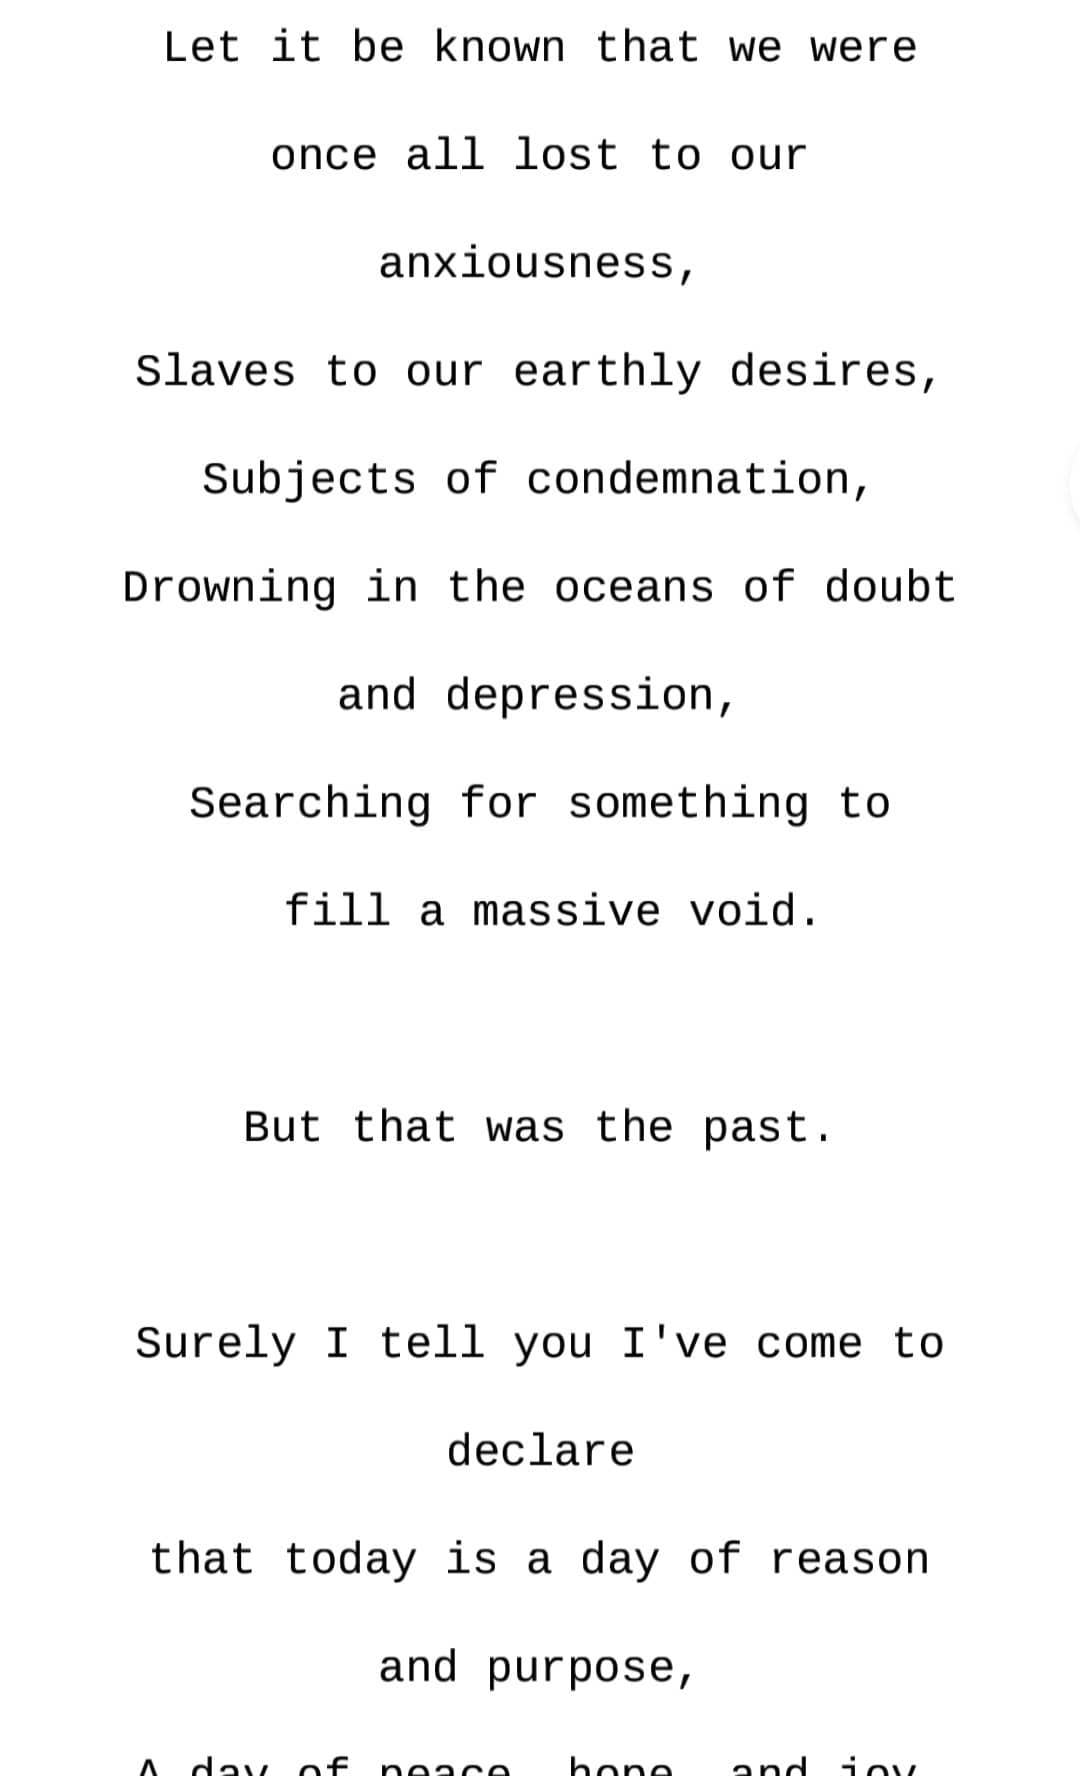 Let it be known that we were
once all lost to our
anxiousness,
Slaves to our earthly desires,
Subjects of condemnation,
Drowning in the oceans of doubt
and depression,
Searching for something to
fill a massive void.
But that was the past.
Surely I tell you I've come to
declare
that today is a day of reason
and purpose,
A day of peace, hope, and joy